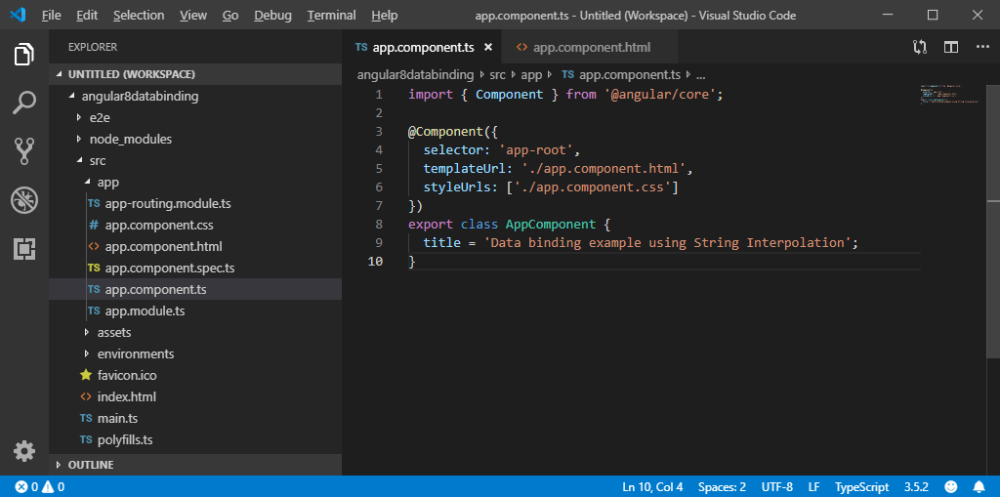 File Edit Selection View Go Debug Terminal Help app.component.ts - Untitled (Workspace) - Visual Studio Code
EXPLORER
UNTITLED (WORKSPACE)
angular8databinding
e2e
node_modules
src
app
TS app-routing.module.ts
# app.component.css
<> app.component.html
TS app.component.spec.ts
TS app.component.ts
TS app.module.ts
assets
environments
favicon.ico
<> index.html
TS main.ts
TS polyfills.ts
OUTLINE
TS app.component.ts × <> app.component.html ...
angular8databinding › src › app › TS app.component.ts › ...
1 import { Component } from '@angular/core';
2
3 @Component({
4 selector: 'app-root',
5 templateUrl: './app.component.html',
6 styleUrls: ['./app.component.css']
7 })
8 export class AppComponent {
9 title = 'Data binding example using String Interpolation';
10 }
0 0 Ln 10, Col 4 Spaces: 2 UTF-8 LF TypeScript 3.5.2